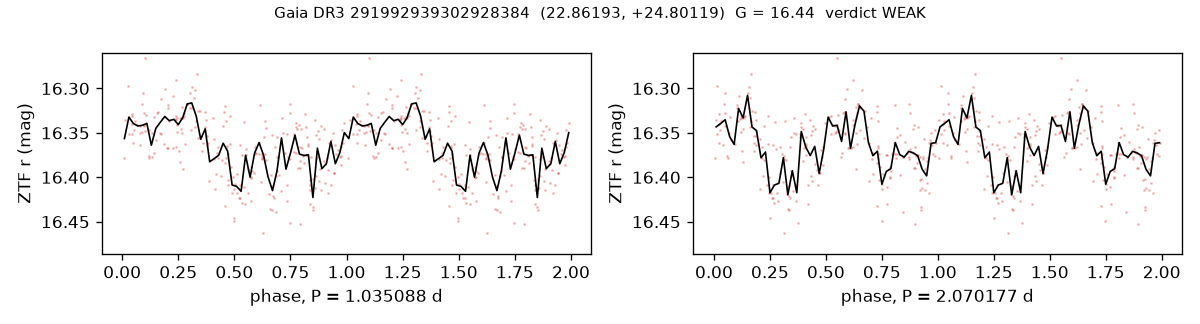 Gaia DR3 291992939302928384  (22.86193, +24.80119)  G = 16.44  verdict WEAK
ZTF r (mag)
16.30
16.35
16.40
16.45
0.00 0.25 0.50 0.75 1.00 1.25 1.50 1.75 2.00
phase, P = 1.035088 d
ZTF r (mag)
16.30
16.35
16.40
16.45
0.00 0.25 0.50 0.75 1.00 1.25 1.50 1.75 2.00
phase, P = 2.070177 d